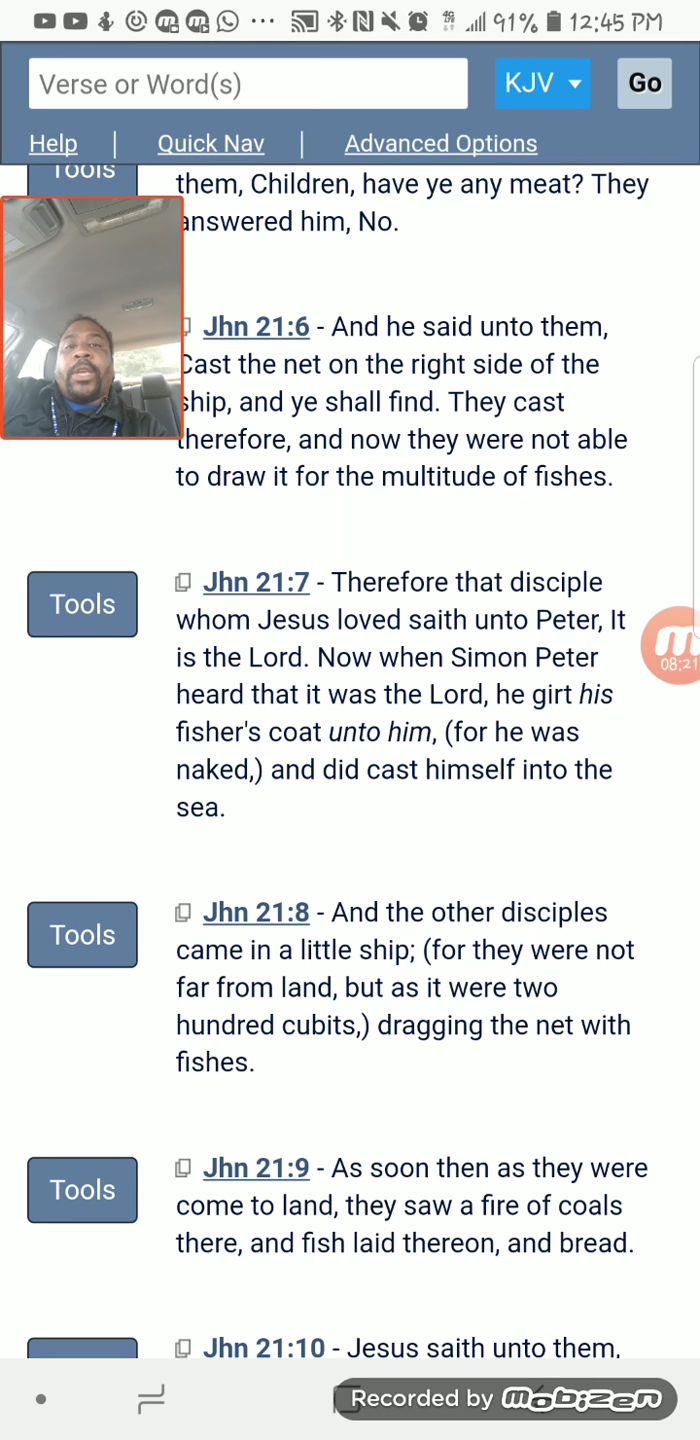 91% 12:45 PM
Verse or Word(s) KJV Go
Help | Quick Nav | Advanced Options
Tools
them, Children, have ye any meat? They
answered him, No.
Jhn 21:6 - And he said unto them,
Cast the net on the right side of the
ship, and ye shall find. They cast
therefore, and now they were not able
to draw it for the multitude of fishes.
Tools
Jhn 21:7 - Therefore that disciple
whom Jesus loved saith unto Peter, It
is the Lord. Now when Simon Peter
heard that it was the Lord, he girt his
fisher's coat unto him, (for he was
naked,) and did cast himself into the
sea.
08:21
Tools
Jhn 21:8 - And the other disciples
came in a little ship; (for they were not
far from land, but as it were two
hundred cubits,) dragging the net with
fishes.
Tools
Jhn 21:9 - As soon then as they were
come to land, they saw a fire of coals
there, and fish laid thereon, and bread.
Jhn 21:10 - Jesus saith unto them,
Recorded by mobizen